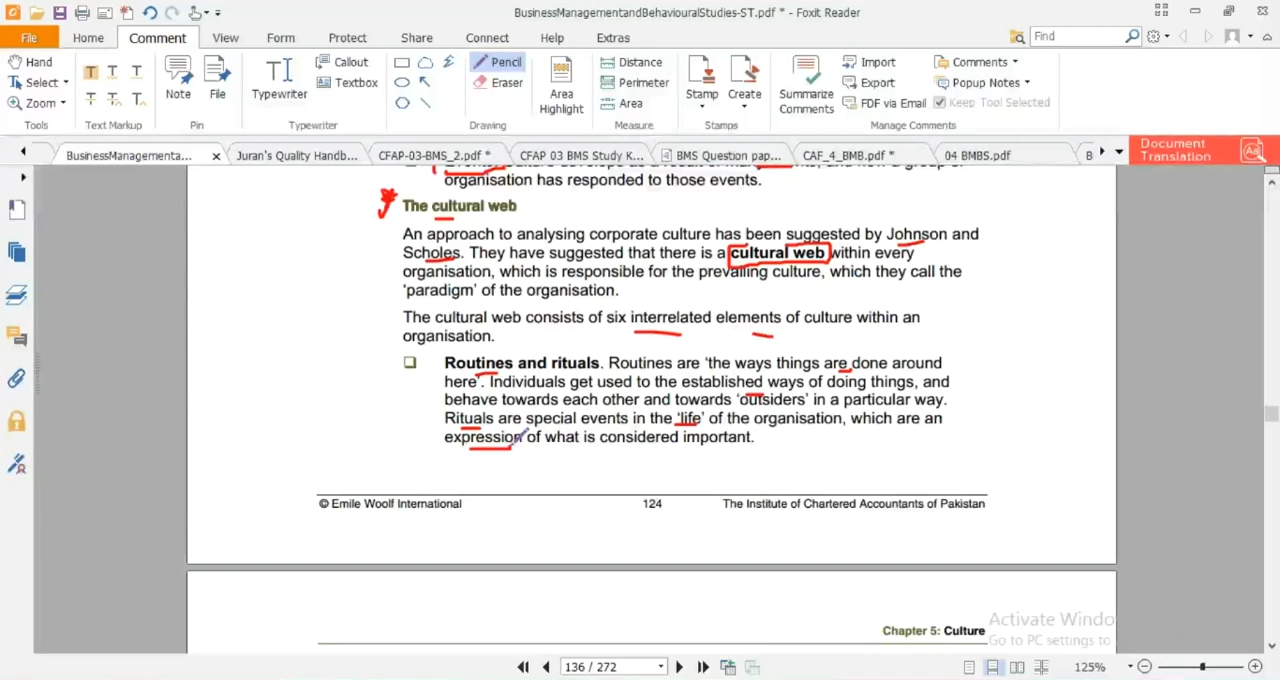 BusinessManagementandBehaviouralStudies-ST.pdf * - Foxit Reader
File Home Comment View Form Protect Share Connect Help Extras Find
Hand
Select
Zoom
Tools
Text Markup
Note File
Pin
Typewriter
Callout
Textbox
Typewriter
Pencil
Eraser
Drawing
Area
Highlight
Distance
Perimeter
Area
Measure
Stamp Create
Stamps
Summarize
Comments
Import
Export
FDF via Email
Comments
Popup Notes
Keep Tool Selected
Manage Comments
BusinessManagementa... Juran's Quality Handb... CFAP-03-BMS_2.pdf * CFAP 03 BMS Study K... BMS Question pap... CAF_4_BMB.pdf * 04 BMBS.pdf B
Document
Translation
organisation has responded to those events.
The cultural web
An approach to analysing corporate culture has been suggested by Johnson and
Scholes. They have suggested that there is a cultural web within every
organisation, which is responsible for the prevailing culture, which they call the
'paradigm' of the organisation.
The cultural web consists of six interrelated elements of culture within an
organisation.
Routines and rituals. Routines are 'the ways things are done around
here'. Individuals get used to the established ways of doing things, and
behave towards each other and towards 'outsiders' in a particular way.
Rituals are special events in the 'life' of the organisation, which are an
expression of what is considered important.
© Emile Woolf International 124 The Institute of Chartered Accountants of Pakistan
Chapter 5: Culture
Activate Windo
Go to PC settings to
136 / 272 125%